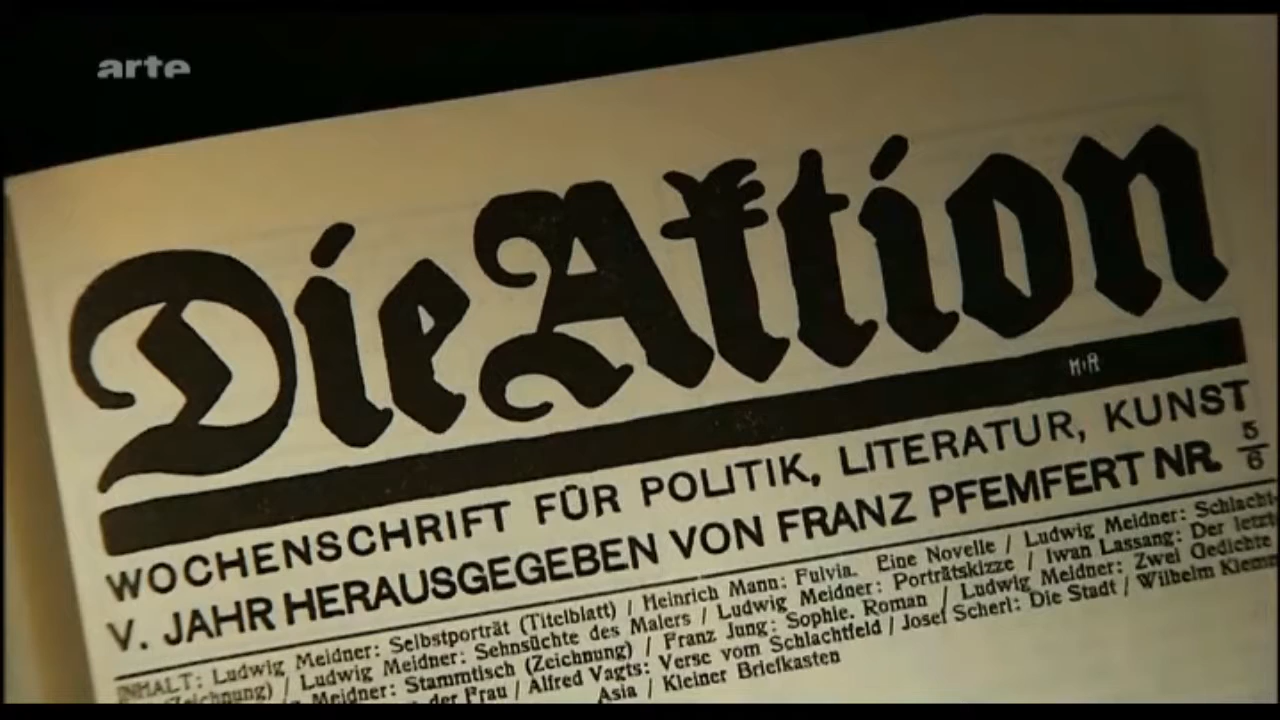 arte
Die Aktion
M·R
WOCHENSCHRIFT FÜR POLITIK, LITERATUR, KUNST
V. JAHR HERAUSGEGEBEN VON FRANZ PFEMFERT NR. 5/6
INHALT: Ludwig Meidner: Selbstporträt (Titelblatt) / Heinrich Mann: Fulvia. Eine Novelle / Ludwig Meidner:
(Zeichnung) / Ludwig Meidner: Sehnsüchte des Malers / Ludwig Meidner: Porträtskizze / Iwan Lassang: Der
Meidner: Stammtisch (Zeichnung) / Franz Jung: Sophie. Roman / Ludwig Meidner: Zwei Gedichte
der Frau / Alfred Vagts: Verse vom Schlachtfeld / Josef Scherl: Die Stadt / Wilhelm
Asia / Kleiner Briefkasten